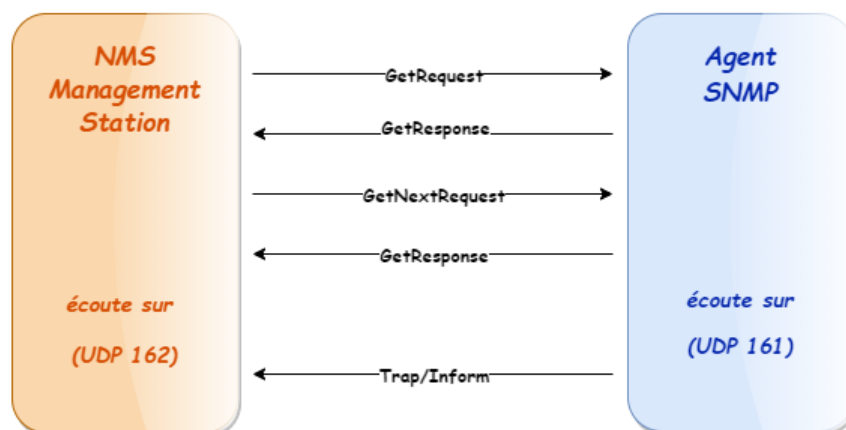 NMS
Management
Station
écoute sur
(UDP 162)
GetRequest
GetResponse
GetNextRequest
GetResponse
Trap/Inform
Agent
SNMP
écoute sur
(UDP 161)